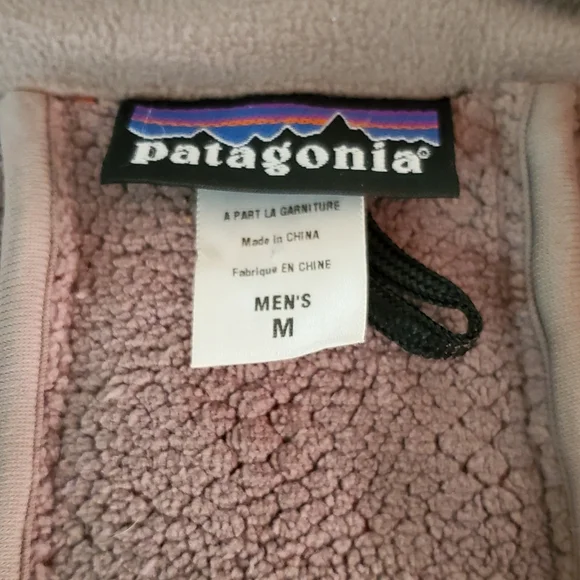 patagonia®
A PART LA GARNITURE
Made in CHINA
Fabriqué EN CHINE
MEN'S
M